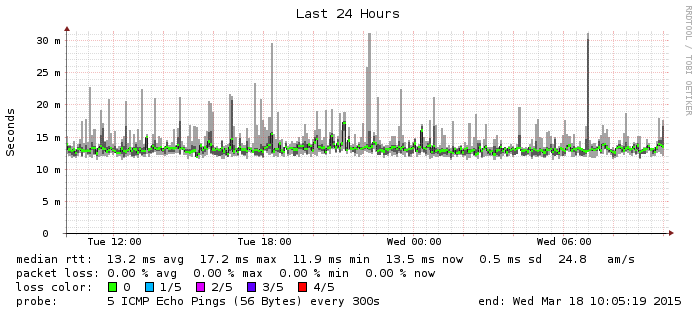 Last 24 Hours
RRDTOOL / TOBI OETIKER
Seconds
30 m
25 m
20 m
15 m
10 m
5 m
0
Tue 12:00 Tue 18:00 Wed 00:00 Wed 06:00
median rtt: 13.2 ms avg 17.2 ms max 11.9 ms min 13.5 ms now 0.5 ms sd 24.8 am/s
packet loss: 0.00 % avg 0.00 % max 0.00 % min 0.00 % now
loss color: 0 1/5 2/5 3/5 4/5
probe: 5 ICMP Echo Pings (56 Bytes) every 300s end: Wed Mar 18 10:05:19 2015